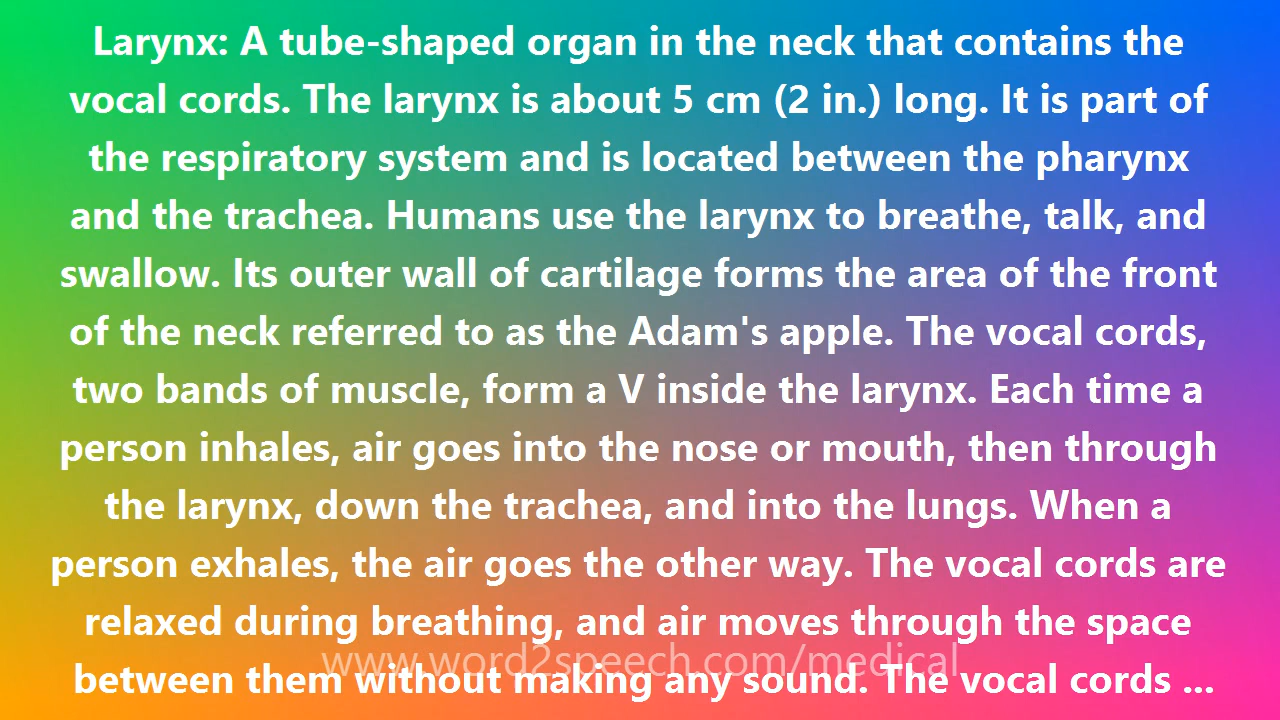 Larynx: A tube-shaped organ in the neck that contains the
vocal cords. The larynx is about 5 cm (2 in.) long. It is part of
the respiratory system and is located between the pharynx
and the trachea. Humans use the larynx to breathe, talk, and
swallow. Its outer wall of cartilage forms the area of the front
of the neck referred to as the Adam's apple. The vocal cords,
two bands of muscle, form a V inside the larynx. Each time a
person inhales, air goes into the nose or mouth, then through
the larynx, down the trachea, and into the lungs. When a
person exhales, the air goes the other way. The vocal cords are
relaxed during breathing, and air moves through the space
www.word2speech.com/medical
between them without making any sound. The vocal cords ...